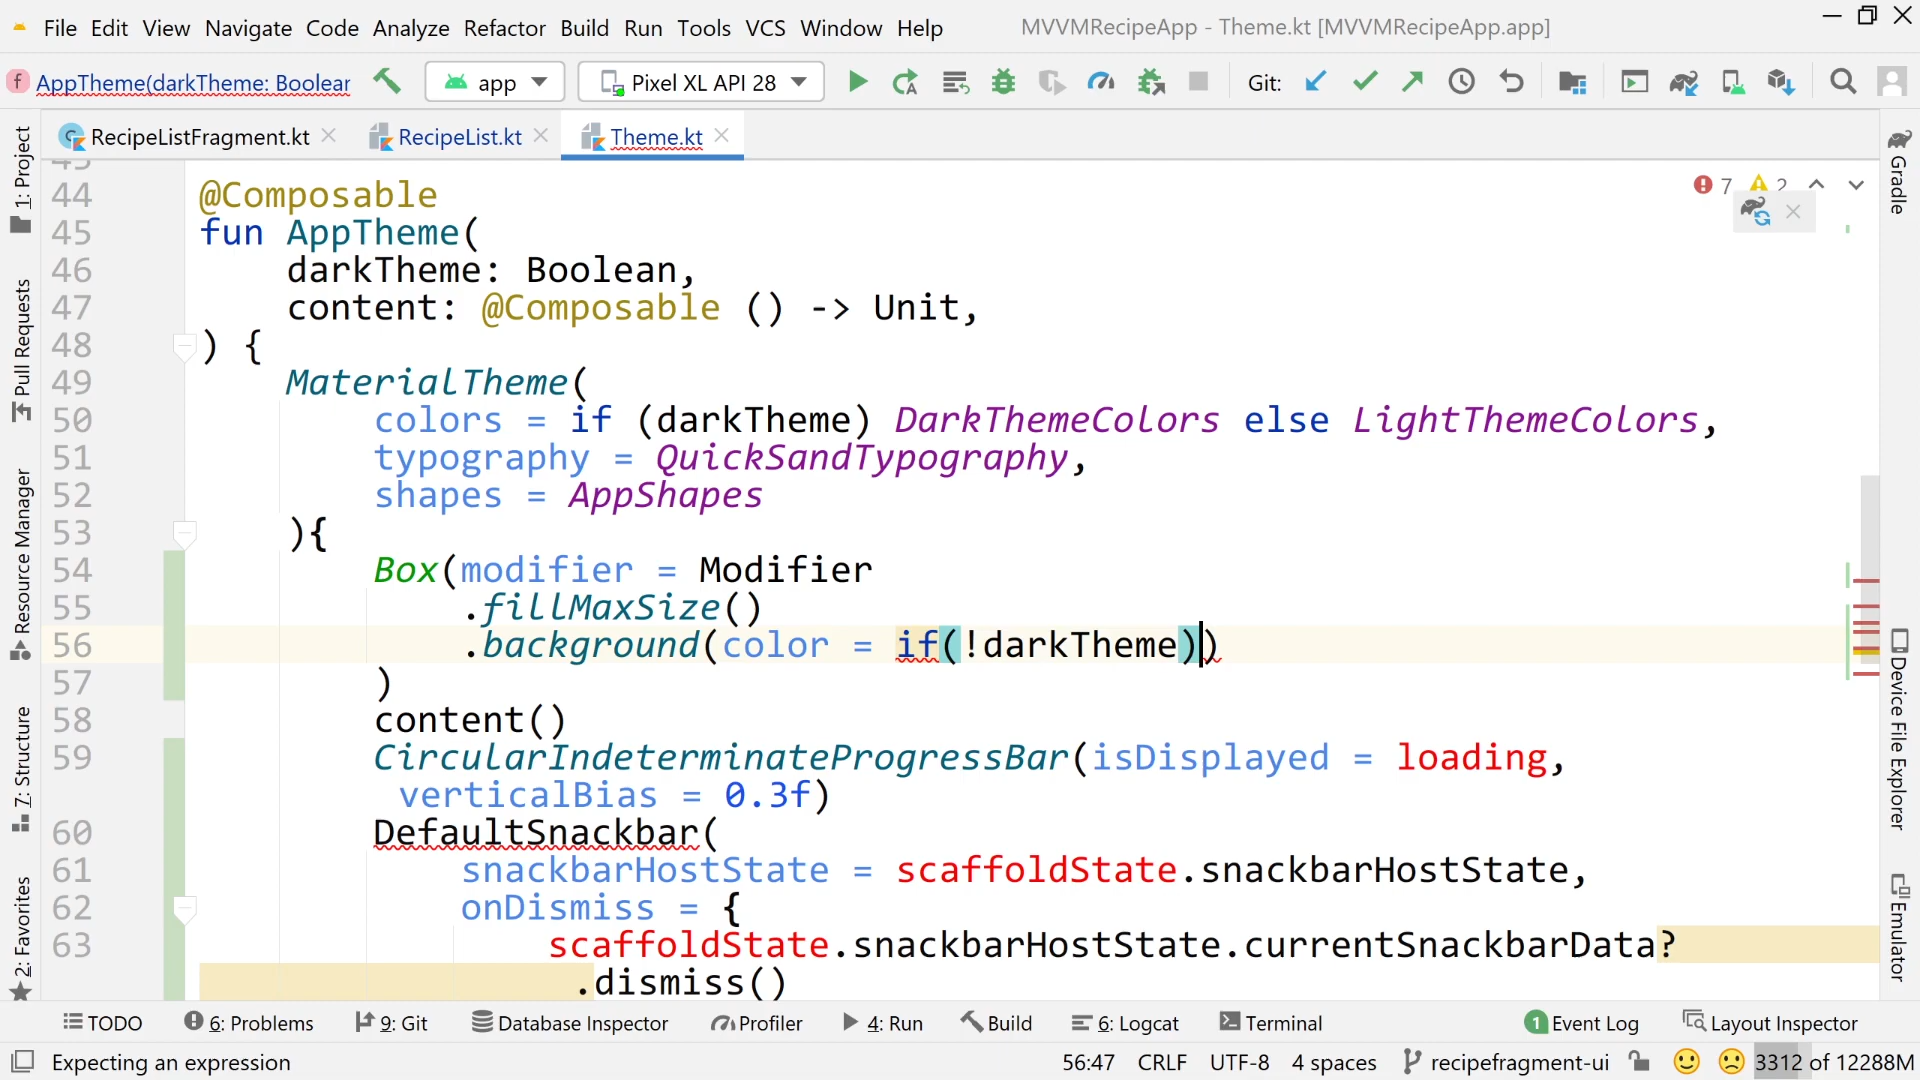 File Edit View Navigate Code Analyze Refactor Build Run Tools VCS Window Help MVVMRecipeApp - Theme.kt [MVVMRecipeApp.app]
f AppTheme(darkTheme: Boolear app Pixel XL API 28 Git:
RecipeListFragment.kt RecipeList.kt Theme.kt
7 2
44 @Composable
45 fun AppTheme(
46 darkTheme: Boolean,
47 content: @Composable () -> Unit,
48 ) {
49 MaterialTheme(
50 colors = if (darkTheme) DarkThemeColors else LightThemeColors,
51 typography = QuickSandTypography,
52 shapes = AppShapes
53 ){
54 Box(modifier = Modifier
55 .fillMaxSize()
56 .background(color = if(!darkTheme))
57 )
58 content()
59 CircularIndeterminateProgressBar(isDisplayed = loading,
verticalBias = 0.3f)
60 DefaultSnackbar(
61 snackbarHostState = scaffoldState.snackbarHostState,
62 onDismiss = {
63 scaffoldState.snackbarHostState.currentSnackbarData?
.dismiss()
1: Project
Pull Requests
Resource Manager
7: Structure
2: Favorites
Gradle
Device File Explorer
Emulator
TODO 6: Problems 9: Git Database Inspector Profiler 4: Run Build 6: Logcat Terminal 1 Event Log Layout Inspector
Expecting an expression 56:47 CRLF UTF-8 4 spaces recipefragment-ui 3312 of 12288M